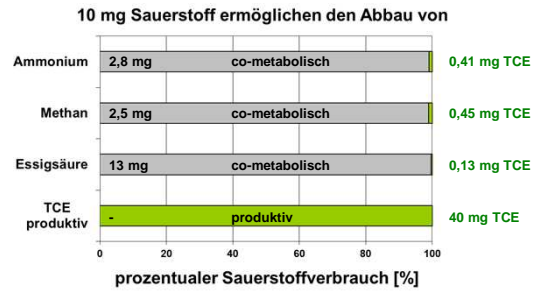 10 mg Sauerstoff ermöglichen den Abbau von
Ammonium 2,8 mg co-metabolisch 0,41 mg TCE
Methan 2,5 mg co-metabolisch 0,45 mg TCE
Essigsäure 13 mg co-metabolisch 0,13 mg TCE
TCE
produktiv - produktiv 40 mg TCE
0 20 40 60 80 100
prozentualer Sauerstoffverbrauch [%]